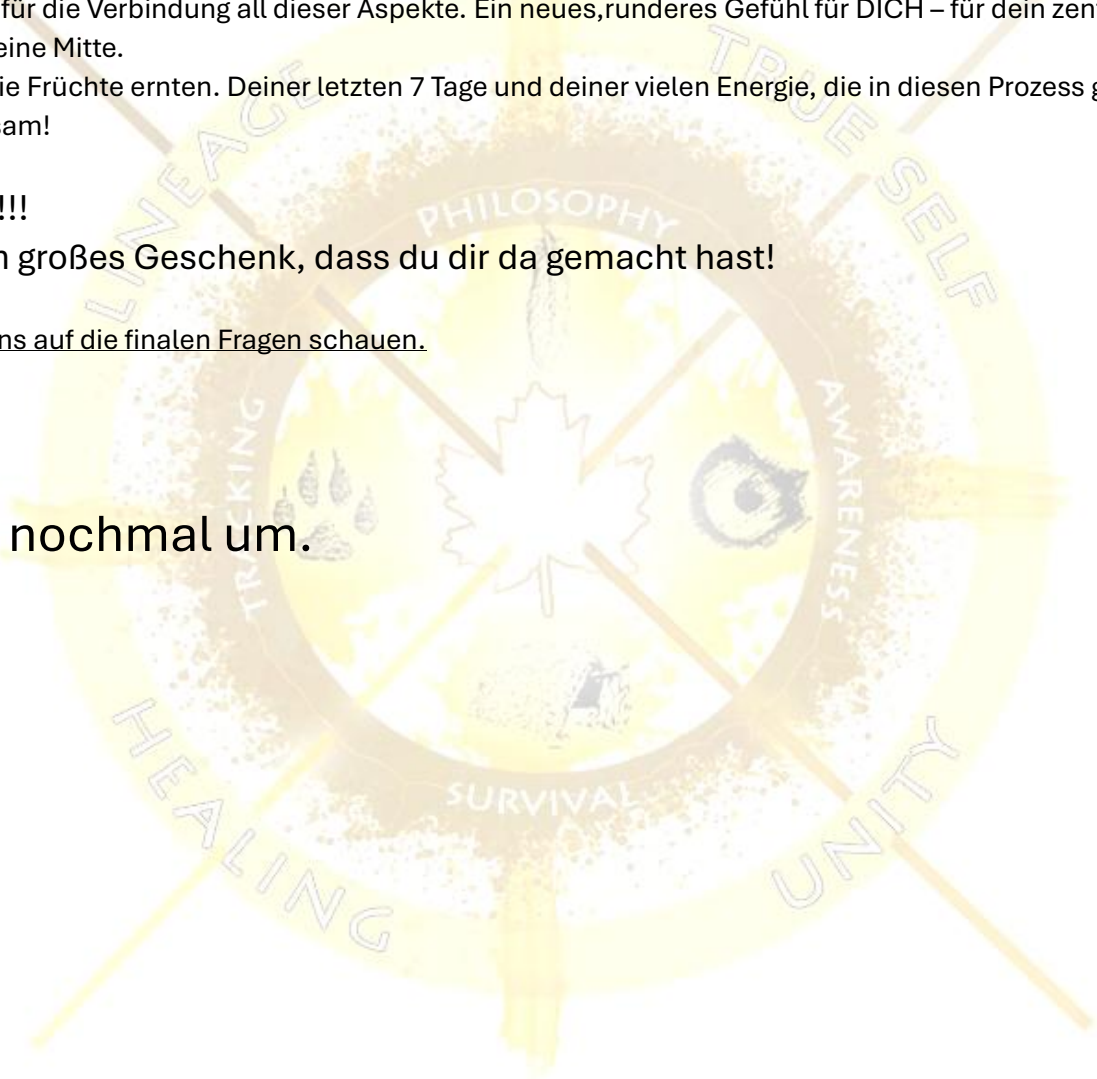 für die Verbindung all dieser Aspekte. Ein neues,runderes Gefühl für DICH – für dein
eine Mitte.
ie Früchte ernten. Deiner letzten 7 Tage und deiner vielen Energie, die in diesen Prozess
sam!
!!!
großes Geschenk, dass du dir da gemacht hast!
ns auf die finalen Fragen schauen.
nochmal um.
LINEAGE
TRUE SELF
PHILOSOPHY
TRACKING
AWARENESS
SURVIVAL
HEALING
UNITY